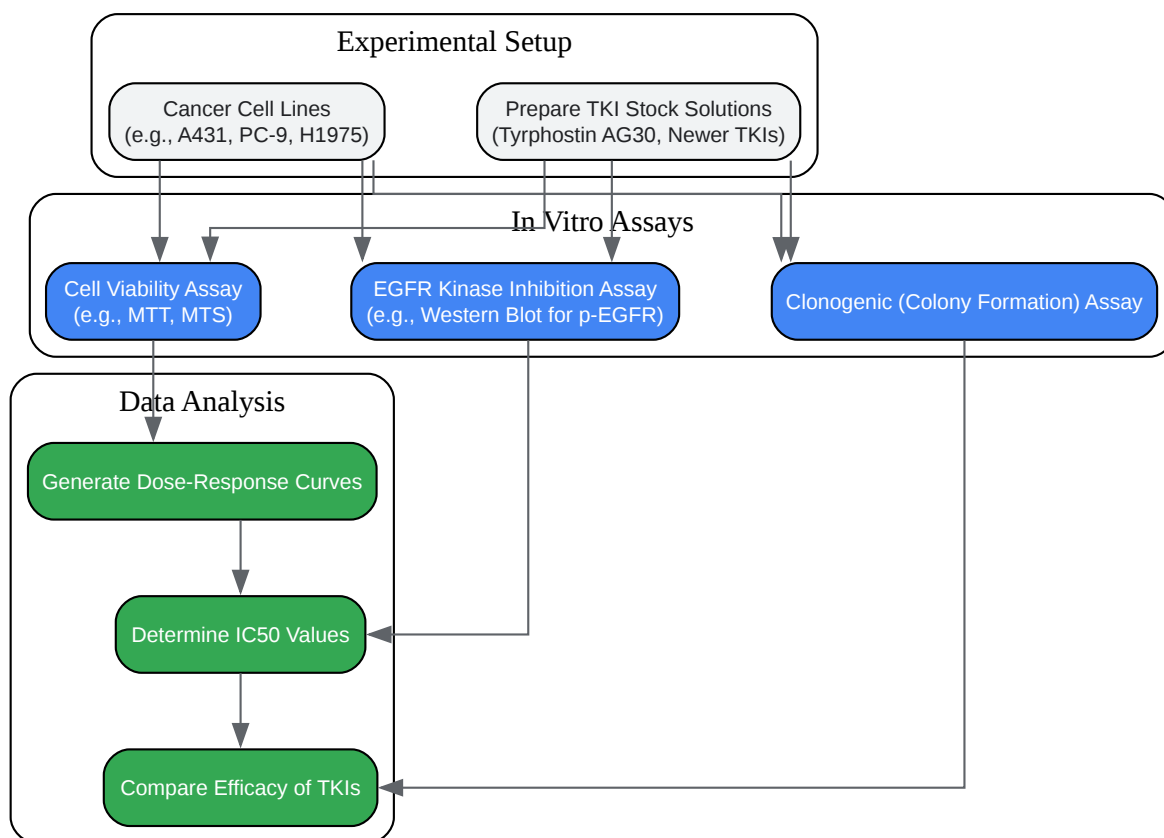 Experimental Setup
Cancer Cell Lines
(e.g., A431, PC-9, H1975)
Prepare TKI Stock Solutions
(Tyrphostin AG30, Newer TKIs)
In Vitro Assays
Cell Viability Assay
(e.g., MTT, MTS)
EGFR Kinase Inhibition Assay
(e.g., Western Blot for p-EGFR)
Clonogenic (Colony Formation) Assay
Data Analysis
Generate Dose-Response Curves
Determine IC50 Values
Compare Efficacy of TKIs